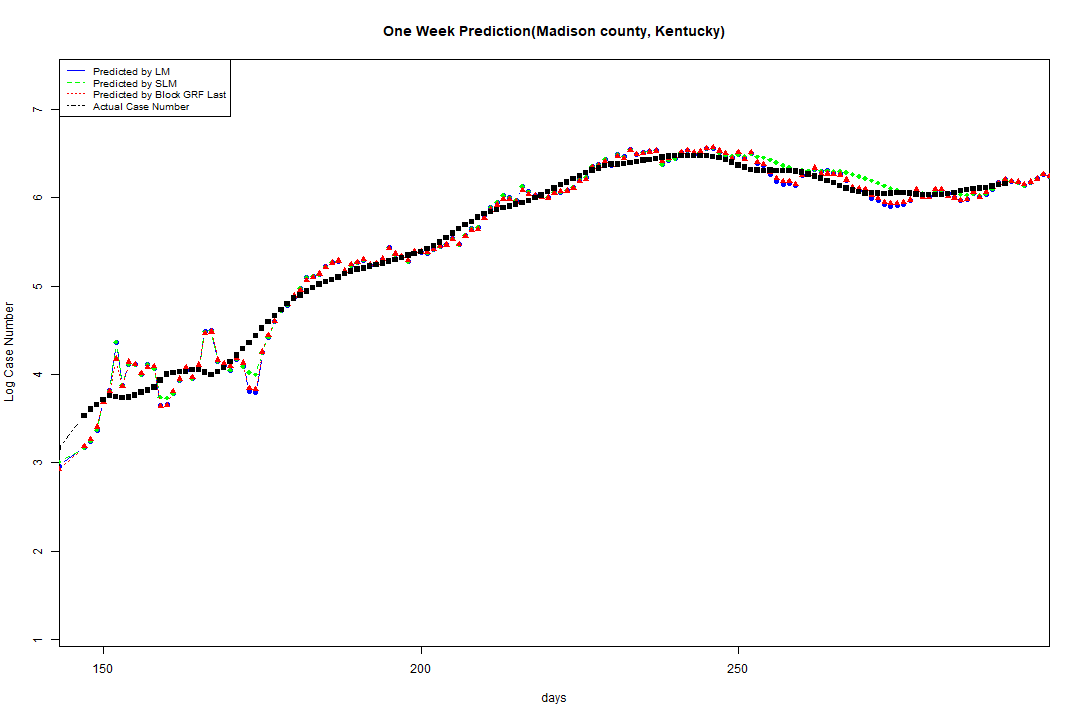 One Week Prediction(Madison county, Kentucky)
Predicted by LM
Predicted by SLM
Predicted by Block GRF Last
Actual Case Number
Log Case Number
7
6
5
4
3
2
1
150 200 250
days